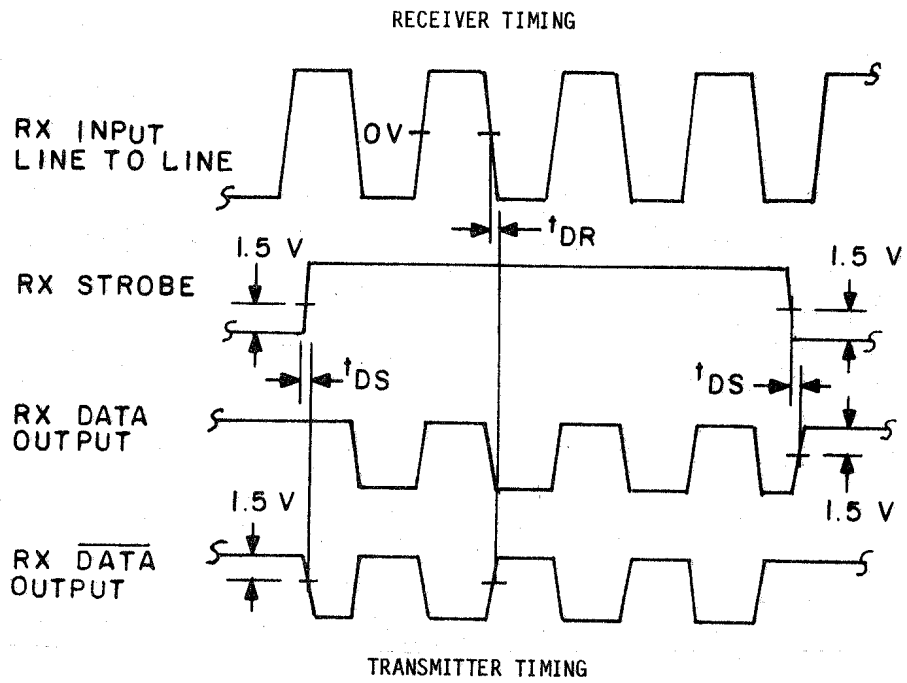 RECEIVER TIMING
RX INPUT
LINE TO LINE
0V
tDR
1.5 V
1.5 V
RX STROBE
tDS
tDS
RX DATA
OUTPUT
1.5 V
1.5 V
RX DATA
OUTPUT
TRANSMITTER TIMING